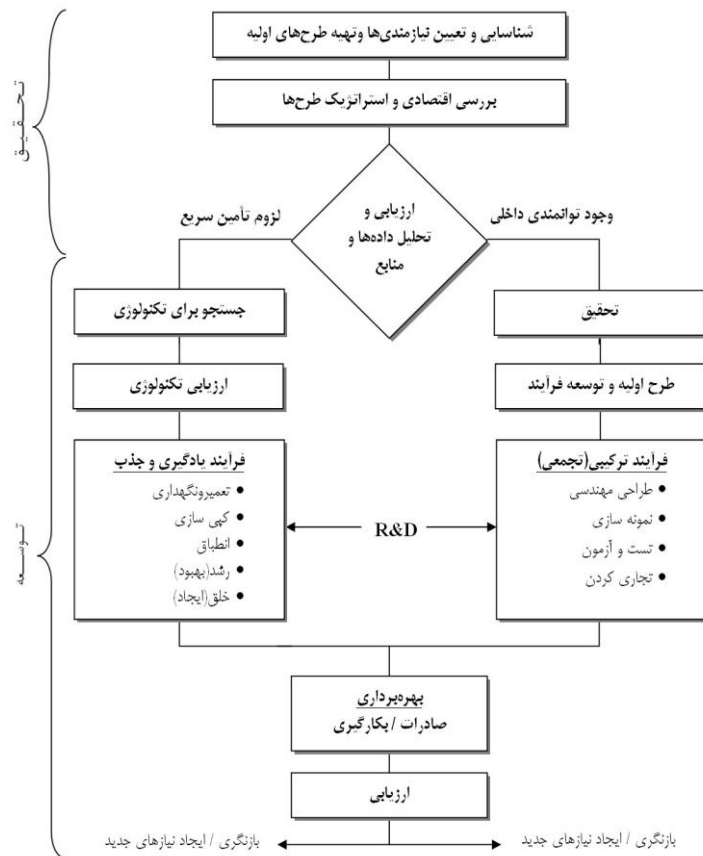 شناسایی و تعیین نیازمندی‌ها وتهیه طرح‌های اولیه
بررسی اقتصادی و استراتژیک طرح‌ها
تحـقـیـق
ارزیابی و
تحلیل داده‌ها و
منابع
وجود توانمندی داخلی
لزوم تأمین سریع
تحقیق
جستجو برای تکنولوژی
طرح اولیه و توسعه فرآیند
ارزیابی تکنولوژی
فرآیند ترکیبی(تجمعی)
• طراحی مهندسی
• نمونه سازی
• تست و آزمون
• تجاری کردن
R&D
فرآیند یادگیری و جذب
• تعمیرونگهداری
• کپی سازی
• انطباق
• رشد(بهبود)
• خلق(ایجاد)
تـوسـعـه
بهره‌برداری
صادرات / بکارگیری
ارزیابی
بازنگری / ایجاد نیازهای جدید
بازنگری / ایجاد نیازهای جدید